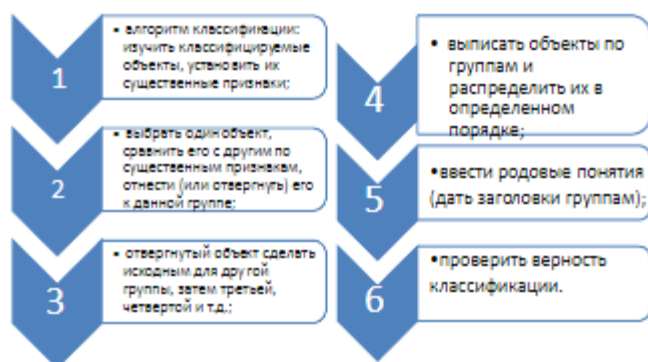 1
• алгоритм классификации:
изучить классифицируемые
объекты, установить их
существенные признаки;
2
• выбрать один объект,
сравнить его с другим по
существенным признакам,
отнести (или отвергнуть) его
к данной группе;
3
• отвергнутый объект сделать
исходным для другой
группы, затем третьей,
четвертой и т.д.;
4
• выписать объекты по
группам и
распределить их в
определенном
порядке;
5
•ввести родовые понятия
(дать заголовки группам);
6
•проверить верность
классификации.